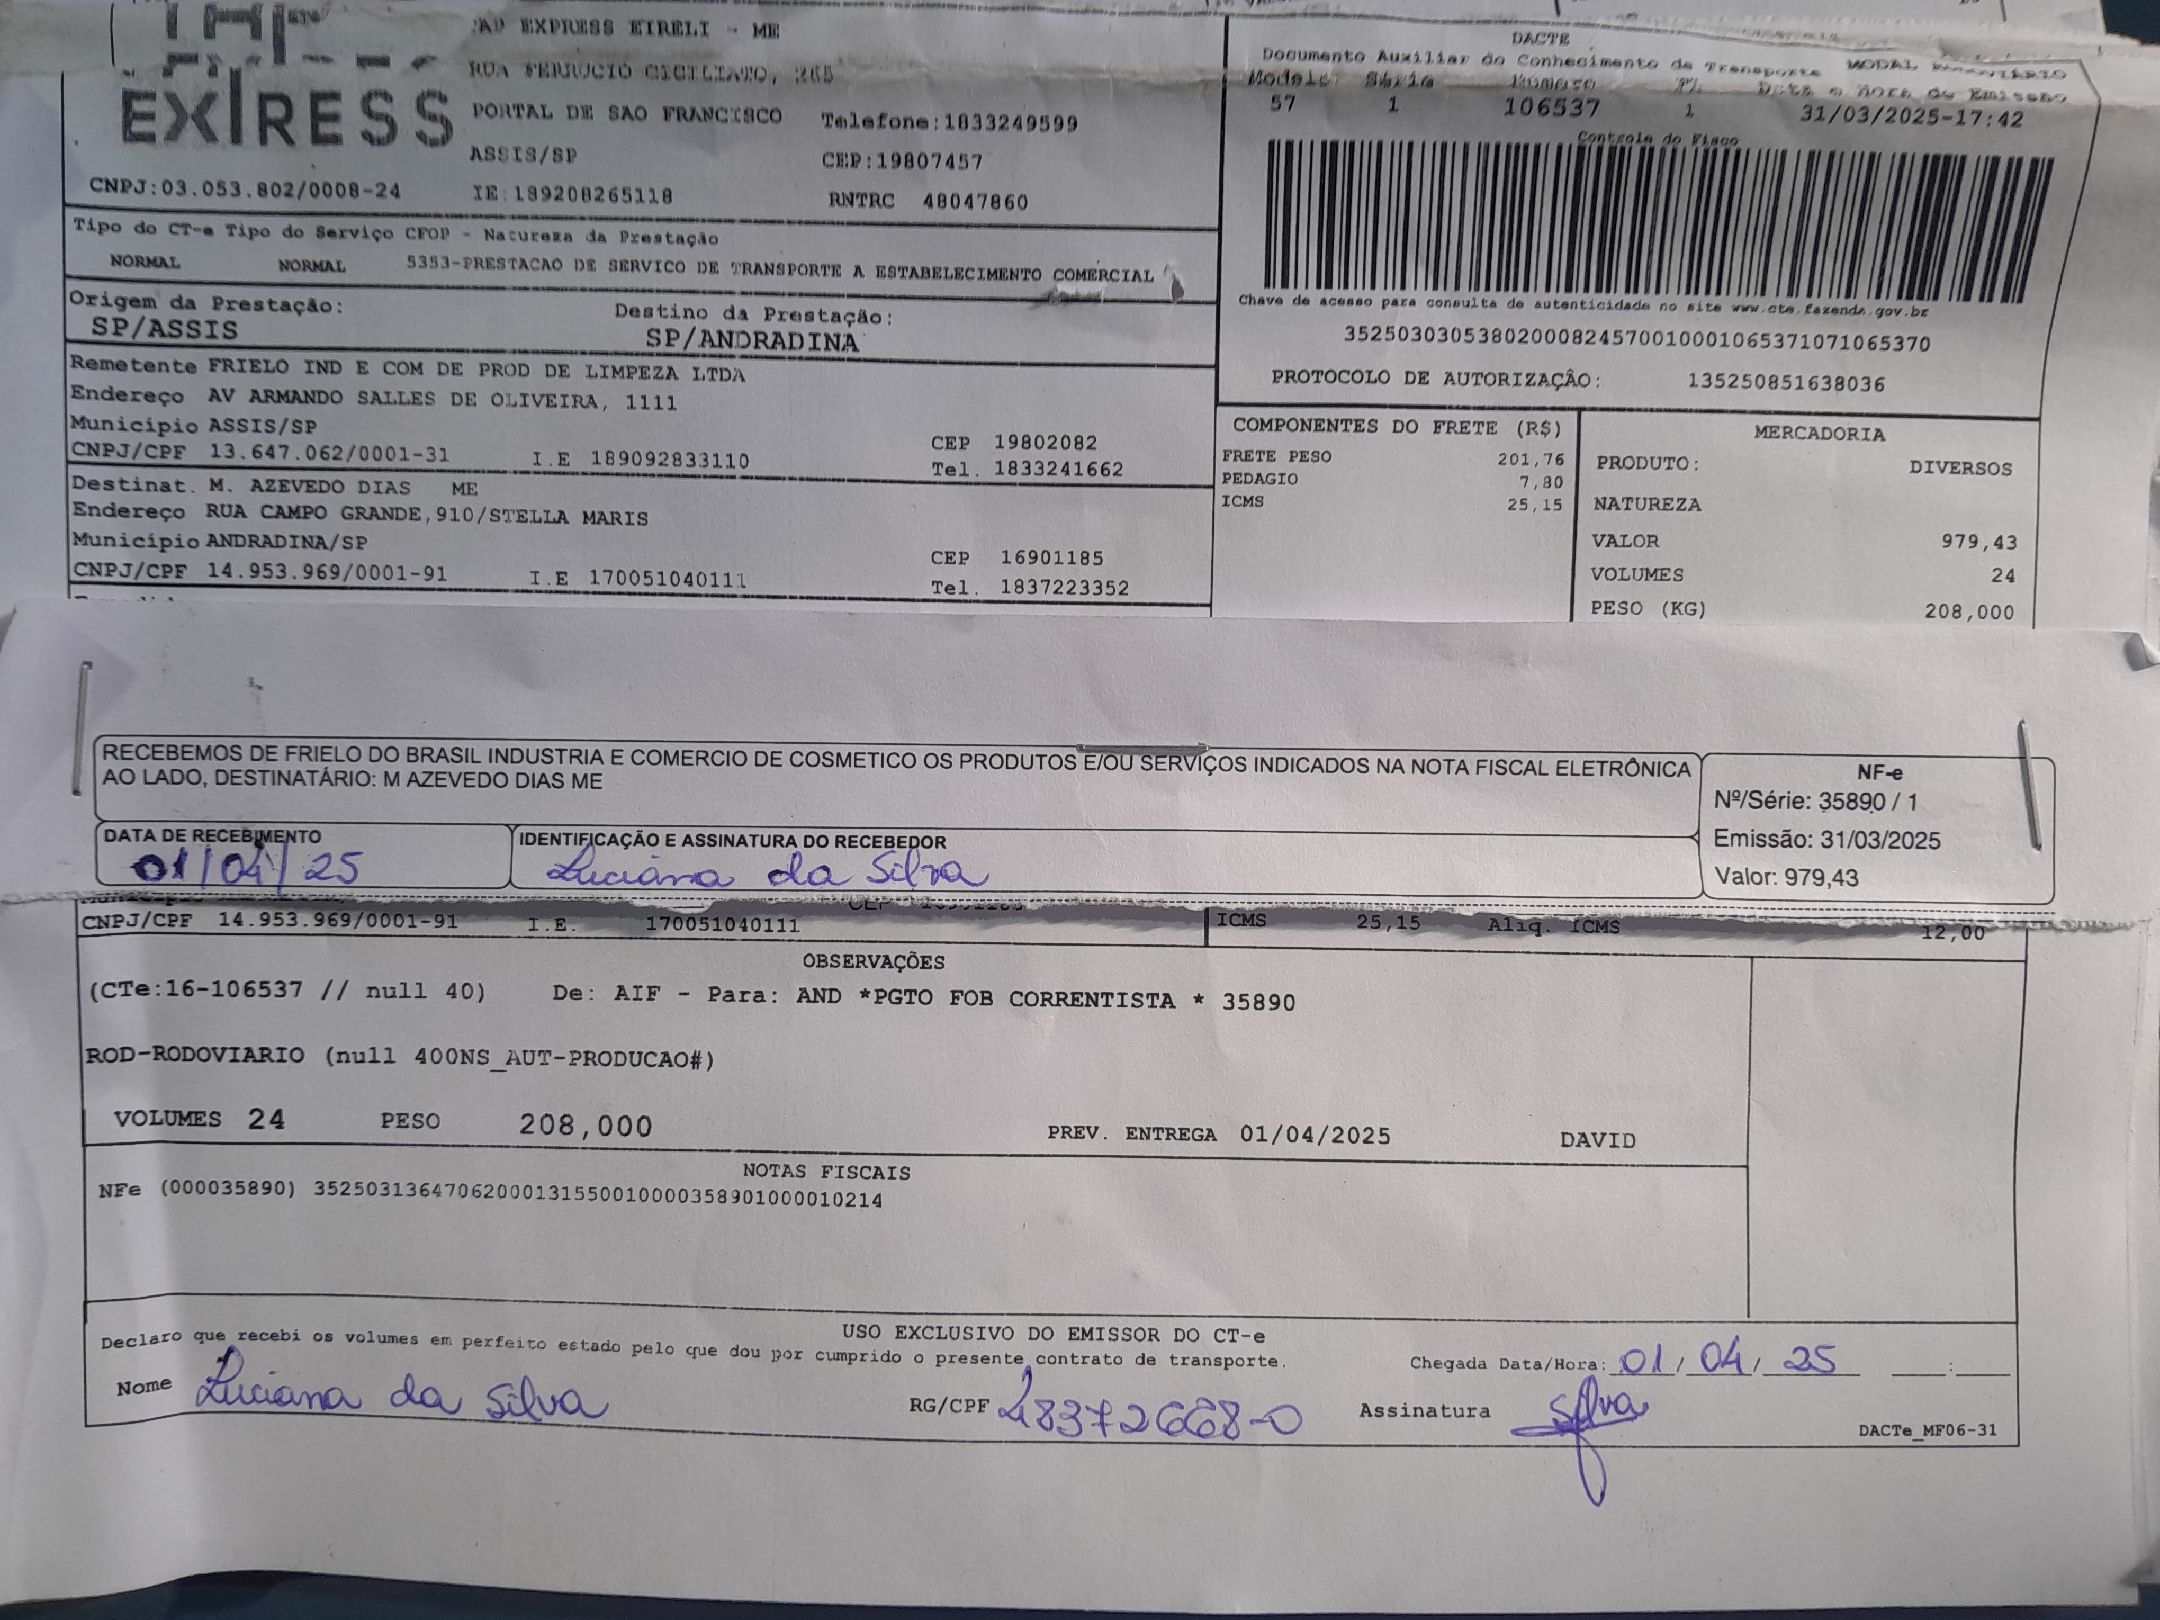 EXPRESS
EXPRESS EIRELI - ME
RUA FERRUCIO CICILIATO, 265
PORTAL DE SAO FRANCISCO
Telefone:1833249599
ASSIS/SP
CEP:19807457
CNPJ:03.053.802/0008-24
IE:189208265118
RNTRC 48047860
DACTE
Documento Auxiliar do Conhecimento de Transporte
MODAL RODOVIÁRIO
Modelo Série Número FL Data e Hora de Emissão
57 1 106537 1 31/03/2025-17:42
Controle do Fisco
Chave de acesso para consulta de autenticidade no site www.cte.fazenda.gov.br
35250303053802000824570010001065371071065370
PROTOCOLO DE AUTORIZAÇÃO: 135250851638036
Tipo do CT-e Tipo do Serviço CFOP - Natureza da Prestação
NORMAL NORMAL 5353-PRESTACAO DE SERVICO DE TRANSPORTE A ESTABELECIMENTO COMERCIAL
Origem da Prestação: Destino da Prestação:
SP/ASSIS SP/ANDRADINA
Remetente FRIELO IND E COM DE PROD DE LIMPEZA LTDA
Endereço AV ARMANDO SALLES DE OLIVEIRA, 1111
Município ASSIS/SP CEP 19802082
CNPJ/CPF 13.647.062/0001-31 I.E 189092833110 Tel. 1833241662
Destinat. M. AZEVEDO DIAS ME
Endereço RUA CAMPO GRANDE,910/STELLA MARIS
Município ANDRADINA/SP CEP 16901185
CNPJ/CPF 14.953.969/0001-91 I.E 170051040111 Tel. 1837223352
COMPONENTES DO FRETE (R$)
FRETE PESO 201,76
PEDAGIO 7,80
ICMS 25,15
MERCADORIA
PRODUTO: DIVERSOS
NATUREZA
VALOR 979,43
VOLUMES 24
PESO (KG) 208,000
RECEBEMOS DE FRIELO DO BRASIL INDUSTRIA E COMERCIO DE COSMETICO OS PRODUTOS E/OU SERVIÇOS INDICADOS NA NOTA FISCAL ELETRÔNICA
AO LADO, DESTINATÁRIO: M AZEVEDO DIAS ME
DATA DE RECEBIMENTO
01/04/25
IDENTIFICAÇÃO E ASSINATURA DO RECEBEDOR
Luciana da Silva
NF-e
Nº/Série: 35890 / 1
Emissão: 31/03/2025
Valor: 979,43
CNPJ/CPF 14.953.969/0001-91 I.E. 170051040111 ICMS 25,15 Aliq. ICMS 12,00
OBSERVAÇÕES
(CTe:16-106537 // null 40) De: AIF - Para: AND *PGTO FOB CORRENTISTA * 35890
ROD-RODOVIARIO (null 400NS_AUT-PRODUCAO#)
VOLUMES 24 PESO 208,000 PREV. ENTREGA 01/04/2025 DAVID
NOTAS FISCAIS
NFe (000035890) 35250313647062000131550010000358901000010214
USO EXCLUSIVO DO EMISSOR DO CT-e
Declaro que recebi os volumes em perfeito estado pelo que dou por cumprido o presente contrato de transporte.
Chegada Data/Hora: 01/04/25 __:__
Nome Luciana da Silva RG/CPF 48372668-0 Assinatura Silva
DACTe_MF06-31